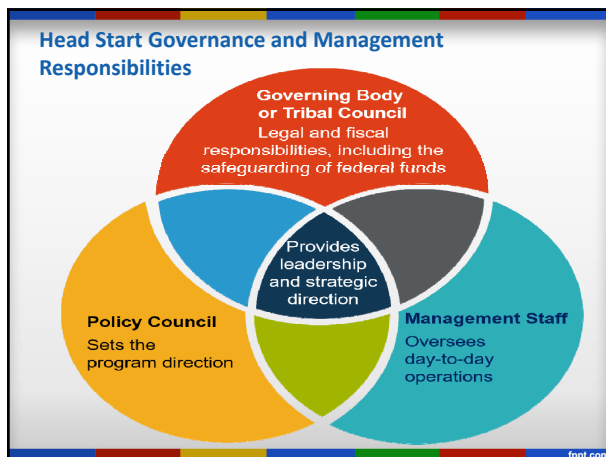 Head Start Governance and Management
Responsibilities
Governing Body
or Tribal Council
Legal and fiscal
responsibilities, including the
safeguarding of federal funds
Provides
leadership
and strategic
direction
Policy Council
Sets the
program direction
Management Staff
Oversees
day-to-day
operations
fppt.com